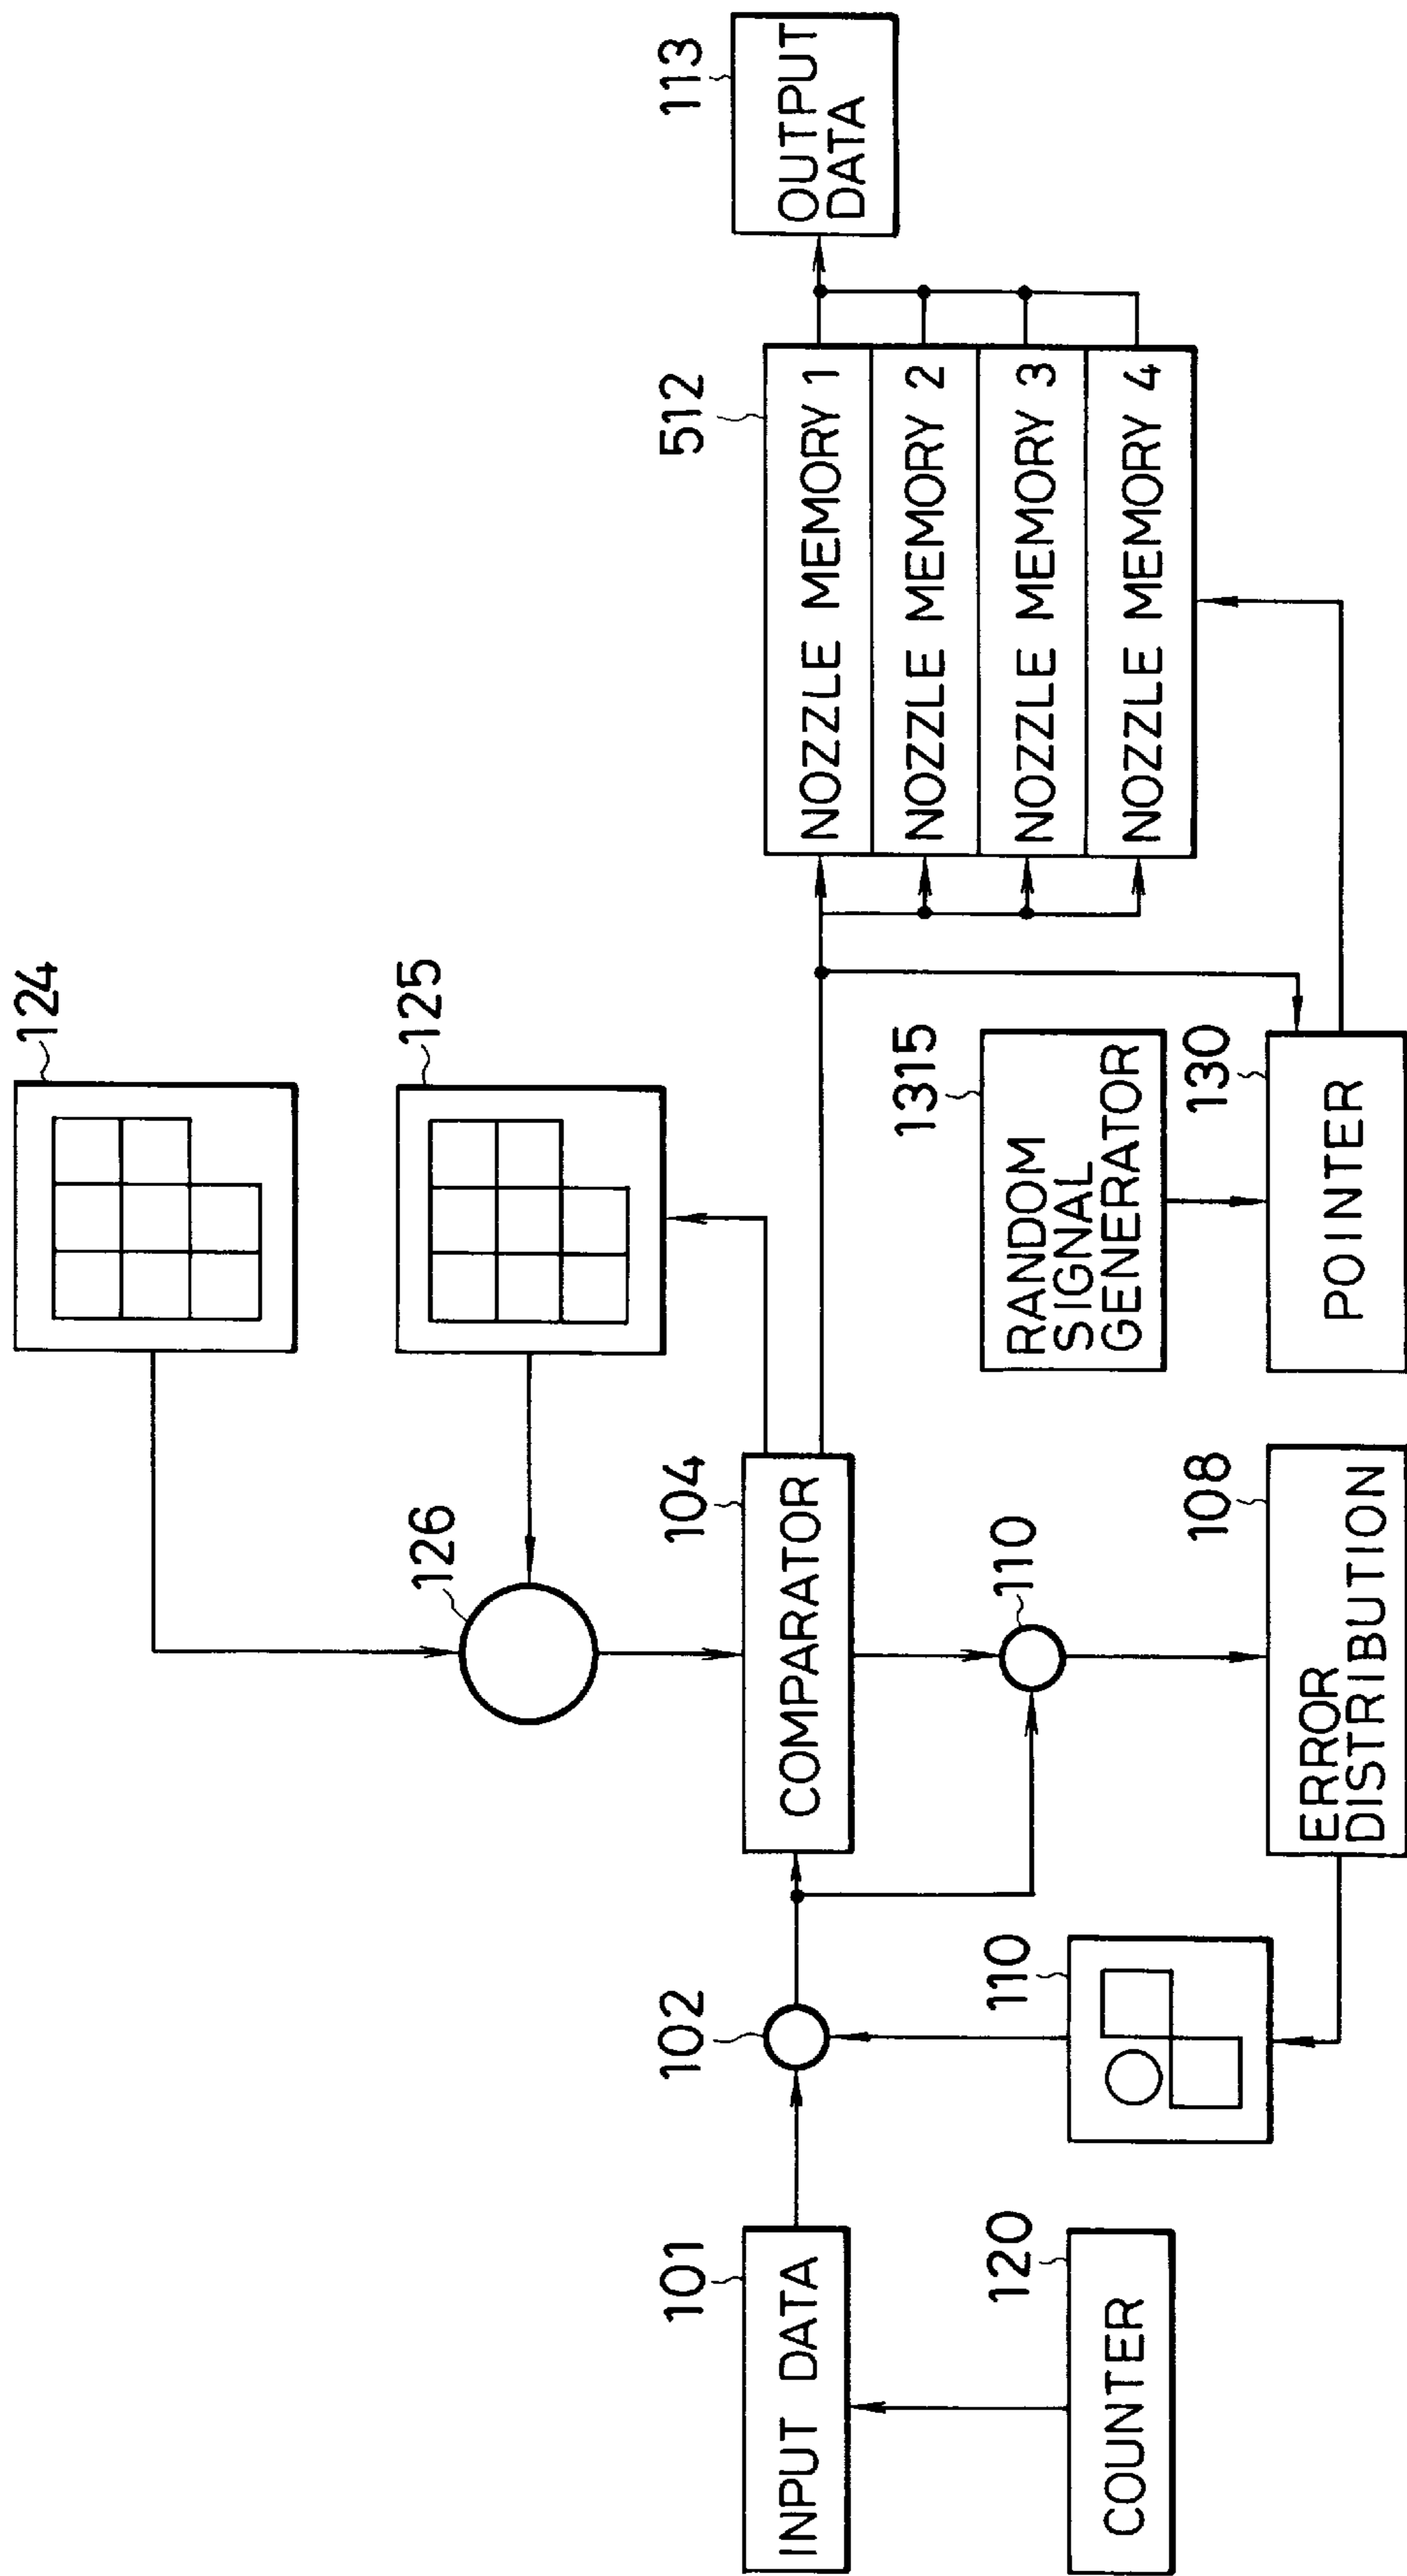 124
125
126
101
INPUT DATA
102
104
COMPARATOR
512
NOZZLE MEMORY 1
NOZZLE MEMORY 2
NOZZLE MEMORY 3
NOZZLE MEMORY 4
113
OUTPUT
DATA
120
COUNTER
110
110
108
ERROR
DISTRIBUTION
1315
RANDOM
SIGNAL
GENERATOR
130
POINTER